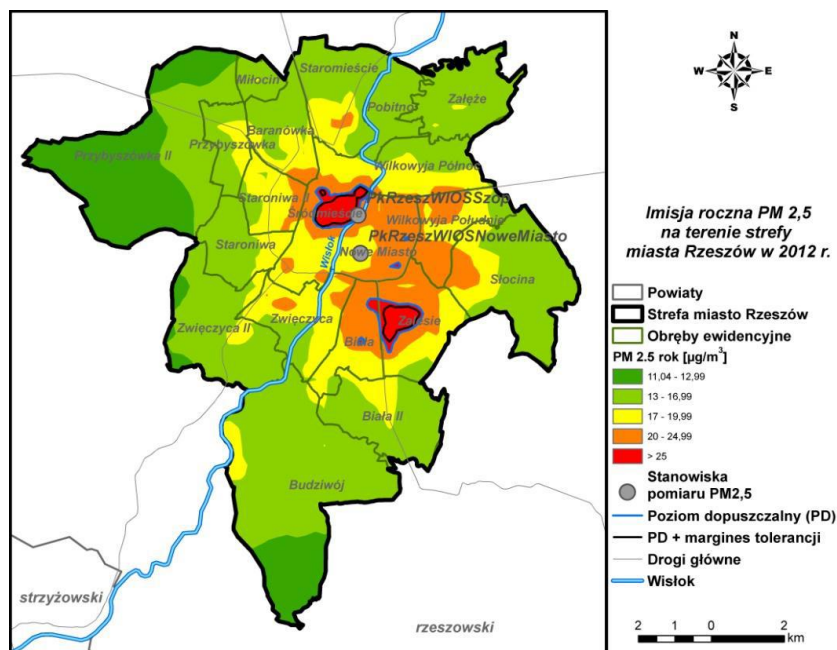 Miłocin
Staromieście
Pobitno
Załęże
Baranówka
Przybyszówka II
Przybyszówka
Wilkowyja Północ
Staroniwa II
PkRzeszWIOSSzop
Śródmieście
Wilkowyja Południe
PkRzeszWIOSNoweMiasto
Staroniwa
Wisłok
Nowe Miasto
Słocina
Zwięczyca
Zalesie
Zwięczyca II
Biała
Biała II
Budziwój
strzyżowski
rzeszowski
N
W E
S
Imisja roczna PM 2,5
na terenie strefy
miasta Rzeszów w 2012 r.
Powiaty
Strefa miasto Rzeszów
Obręby ewidencyjne
PM 2.5 rok [µg/m³]
11,04 - 12,99
13 - 16,99
17 - 19,99
20 - 24,99
> 25
Stanowiska
pomiaru PM2,5
Poziom dopuszczalny (PD)
PD + margines tolerancji
Drogi główne
Wisłok
2 1 0 2
km